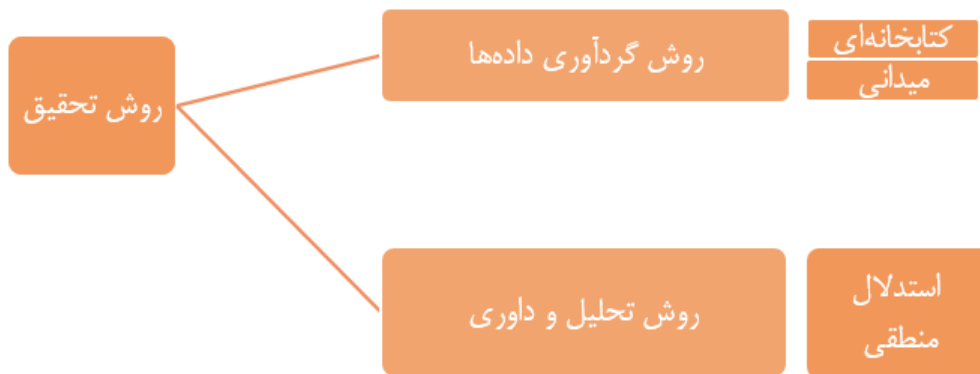 روش تحقیق
روش گردآوری داده‌ها
کتابخانه‌ای
میدانی
روش تحلیل و داوری
استدلال
منطقی